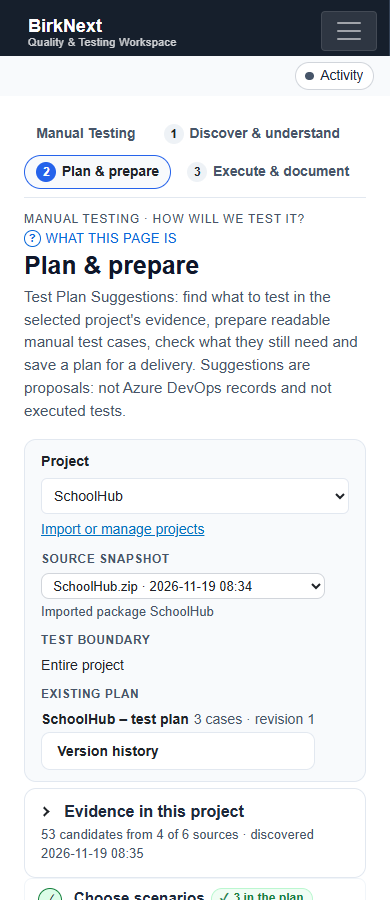 BirkNext
Quality & Testing Workspace
Activity
Manual Testing
1 Discover & understand
2 Plan & prepare
3 Execute & document
MANUAL TESTING · HOW WILL WE TEST IT?
? WHAT THIS PAGE IS
Plan & prepare
Test Plan Suggestions: find what to test in the
selected project's evidence, prepare readable
manual test cases, check what they still need and
save a plan for a delivery. Suggestions are
proposals: not Azure DevOps records and not
executed tests.
Project
SchoolHub
Import or manage projects
SOURCE SNAPSHOT
SchoolHub.zip · 2026-11-19 08:34
Imported package SchoolHub
TEST BOUNDARY
Entire project
EXISTING PLAN
SchoolHub – test plan 3 cases · revision 1
Version history
Evidence in this project
53 candidates from 4 of 6 sources · discovered
2026-11-19 08:35
✓ Choose scenarios ✓ 3 in the plan